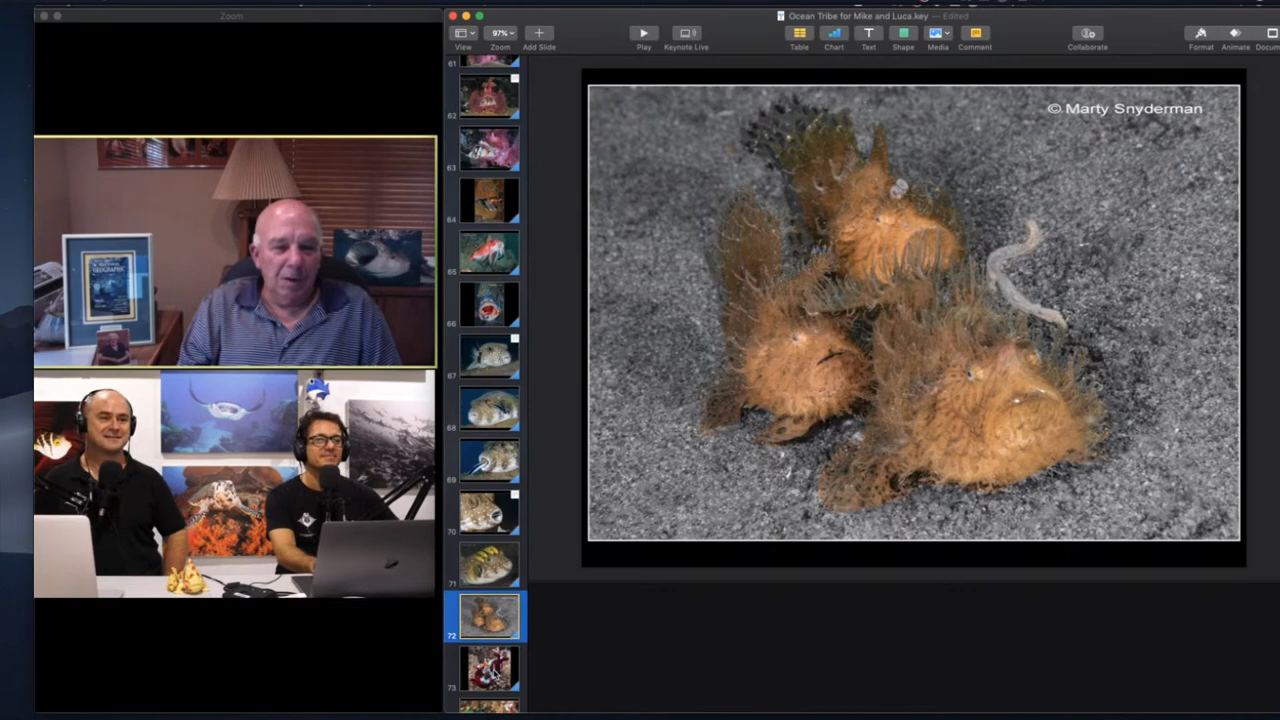 Zoom
Ocean Tribe for Mike and Luca.key — Edited
97%
View
Zoom
Add Slide
Play
Keynote Live
Table
Chart
Text
Shape
Media
Comment
Collaborate
Format
Animate
Docum
© Marty Snyderman
61
62
63
64
65
66
67
68
69
70
71
72
73
GEOGRAPHIC